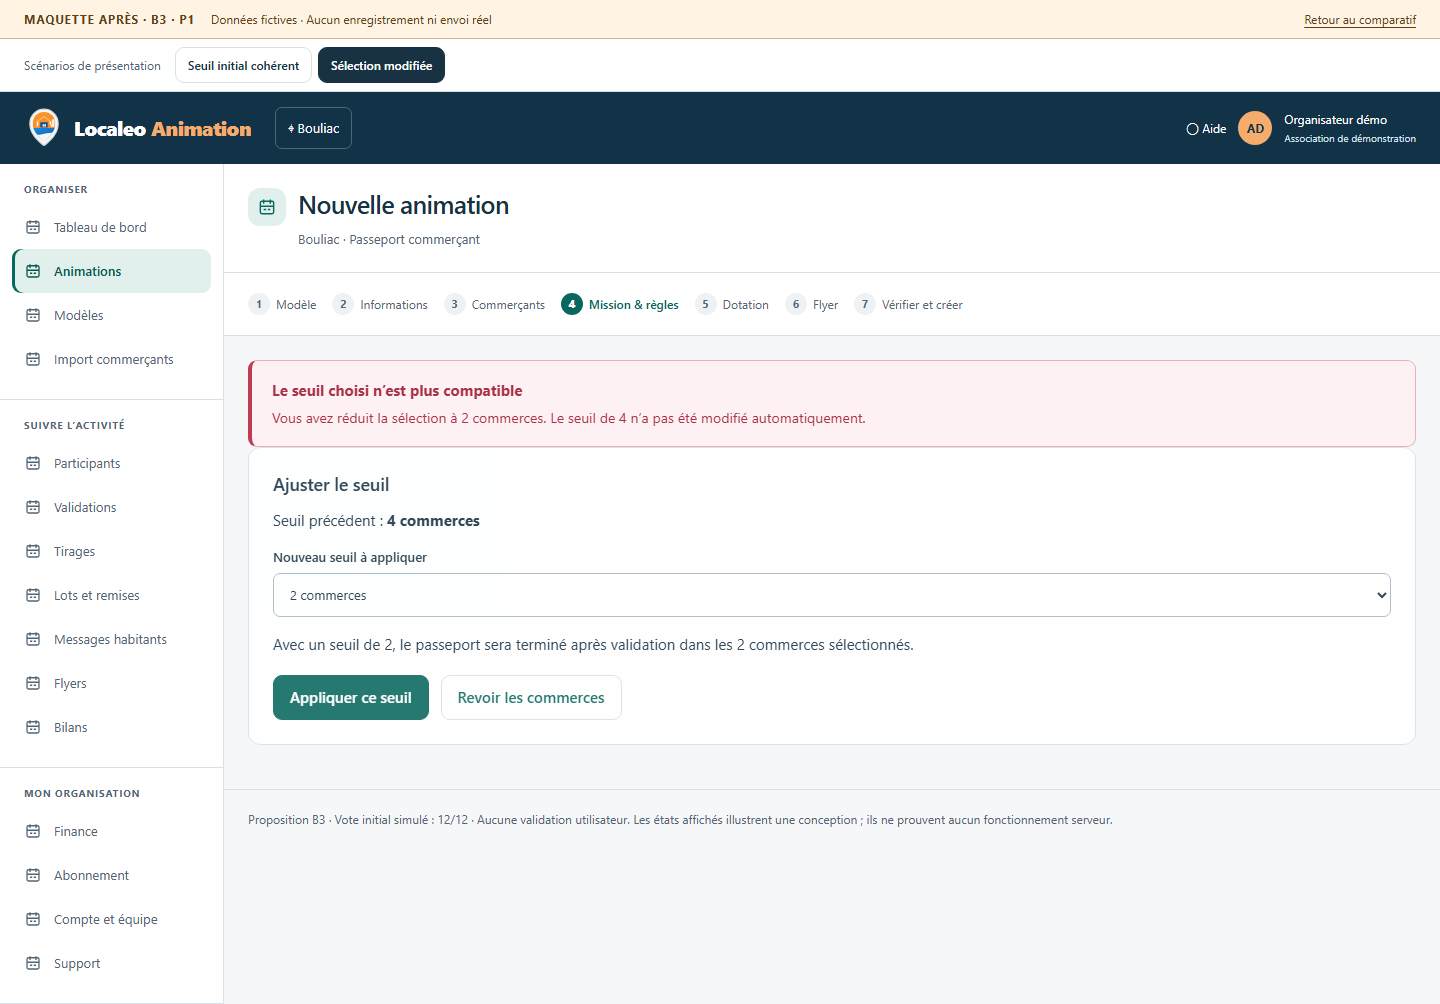 MAQUETTE APRÈS · B3 · P1 Données fictives · Aucun enregistrement ni envoi réel Retour au comparatif
Scénarios de présentation Seuil initial cohérent Sélection modifiée
Localeo Animation Bouliac Aide AD Organisateur démo
Association de démonstration
ORGANISER
Tableau de bord
Animations
Modèles
Import commerçants
SUIVRE L'ACTIVITÉ
Participants
Validations
Tirages
Lots et remises
Messages habitants
Flyers
Bilans
MON ORGANISATION
Finance
Abonnement
Compte et équipe
Support
Nouvelle animation
Bouliac · Passeport commerçant
1 Modèle 2 Informations 3 Commerçants 4 Mission & règles 5 Dotation 6 Flyer 7 Vérifier et créer
Le seuil choisi n'est plus compatible
Vous avez réduit la sélection à 2 commerces. Le seuil de 4 n'a pas été modifié automatiquement.
Ajuster le seuil
Seuil précédent : 4 commerces
Nouveau seuil à appliquer
2 commerces
Avec un seuil de 2, le passeport sera terminé après validation dans les 2 commerces sélectionnés.
Appliquer ce seuil Revoir les commerces
Proposition B3 · Vote initial simulé : 12/12 · Aucune validation utilisateur. Les états affichés illustrent une conception ; ils ne prouvent aucun fonctionnement serveur.